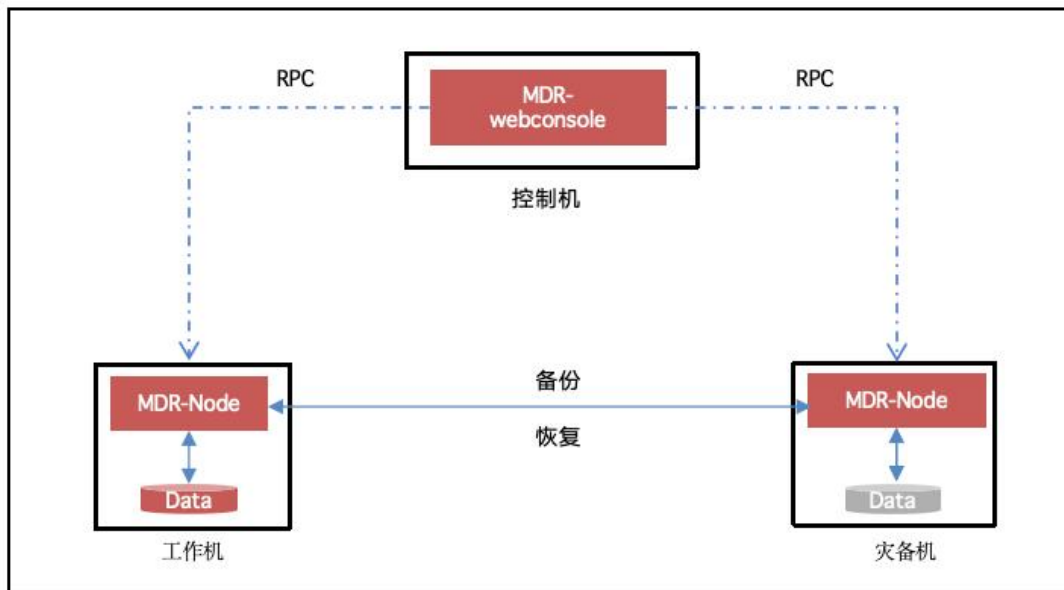 RPC
MDR-
webconsole
RPC
控制机
MDR-Node
备份
恢复
MDR-Node
Data
Data
工作机
灾备机